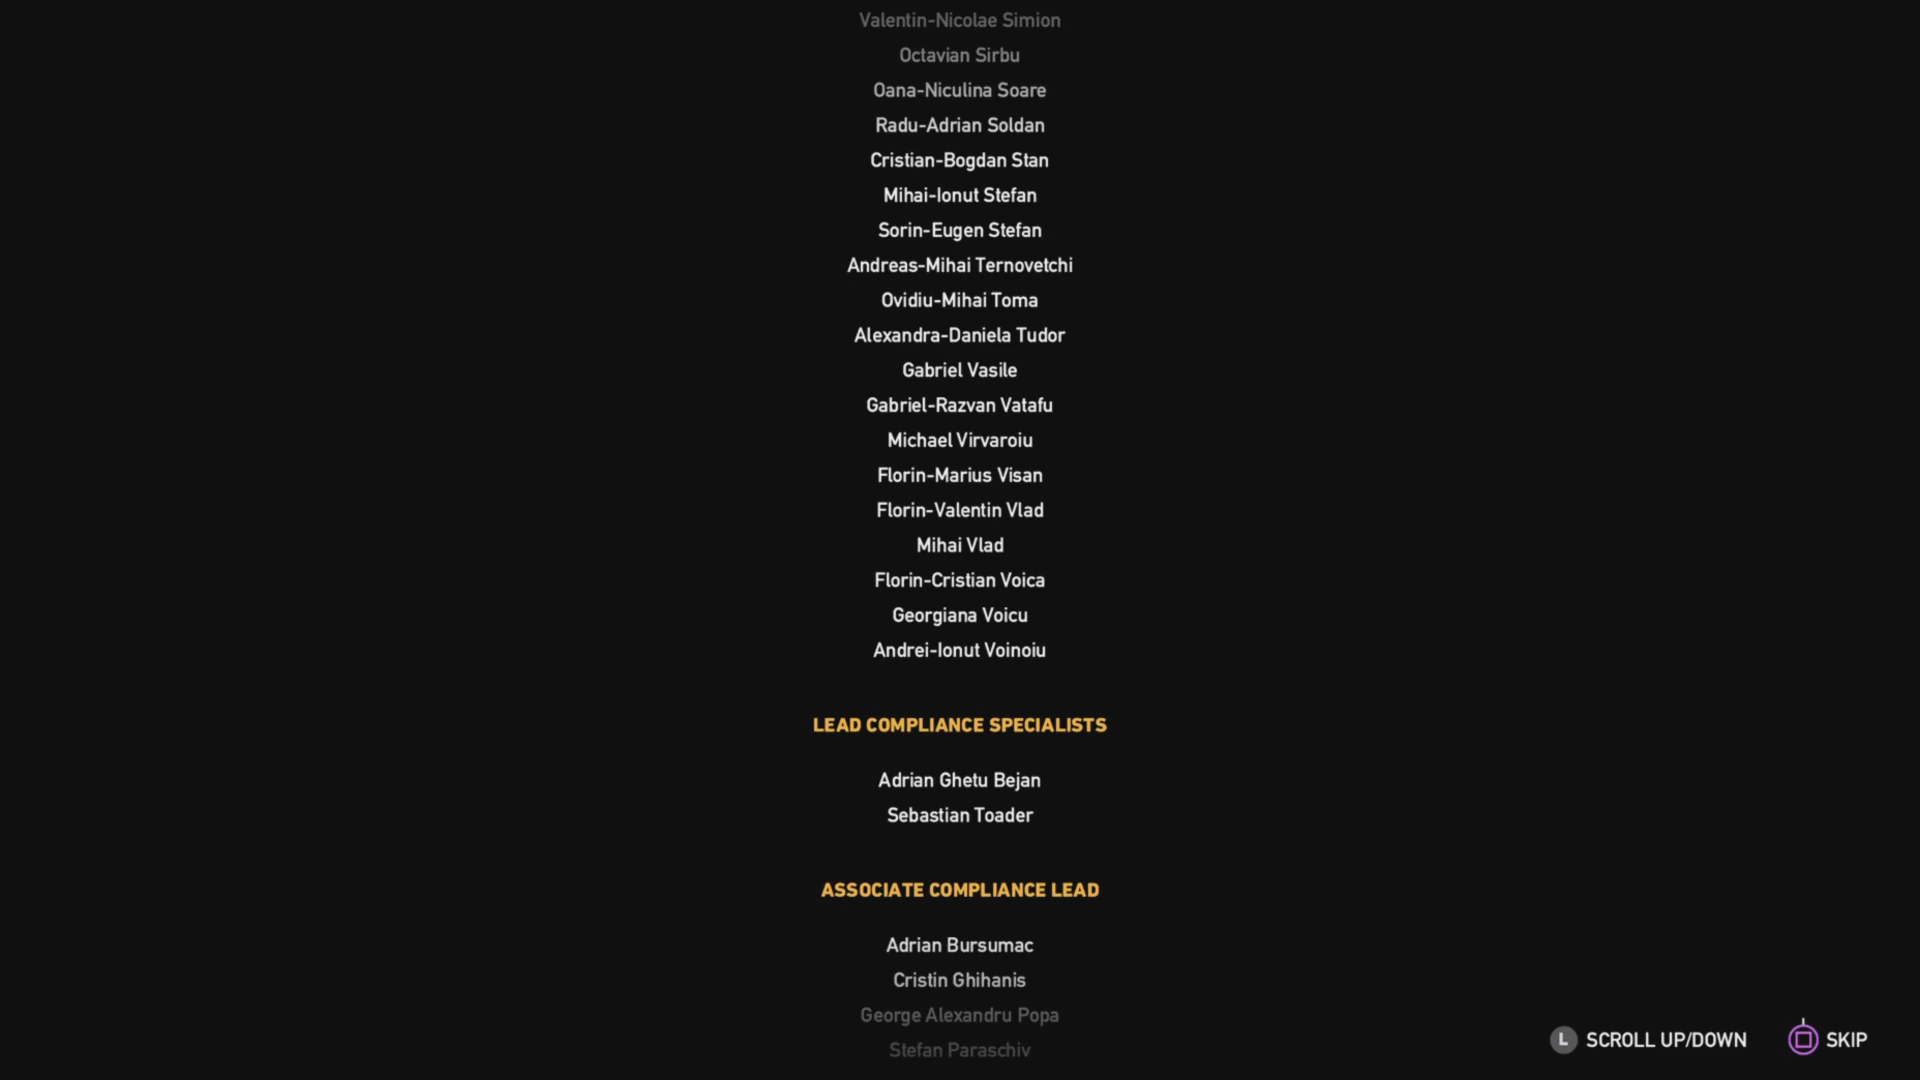 Valentin-Nicolae Simion
Octavian Sirbu
Oana-Niculina Soare
Radu-Adrian Soldan
Cristian-Bogdan Stan
Mihai-Ionut Stefan
Sorin-Eugen Stefan
Andreas-Mihai Ternovetchi
Ovidiu-Mihai Toma
Alexandra-Daniela Tudor
Gabriel Vasile
Gabriel-Razvan Vatafu
Michael Virvaroiu
Florin-Marius Visan
Florin-Valentin Vlad
Mihai Vlad
Florin-Cristian Voica
Georgiana Voicu
Andrei-Ionut Voinoiu
LEAD COMPLIANCE SPECIALISTS
Adrian Ghetu Bejan
Sebastian Toader
ASSOCIATE COMPLIANCE LEAD
Adrian Bursumac
Cristin Ghihanis
George Alexandru Popa
Stefan Paraschiv
L SCROLL UP/DOWN SKIP